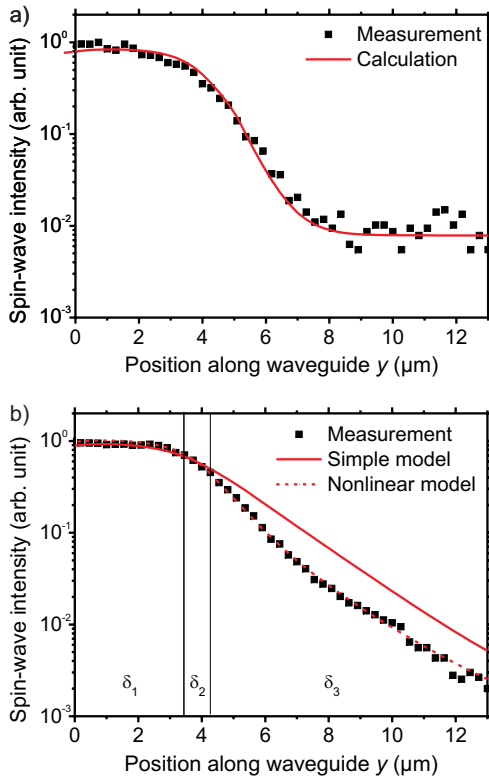 a)
Spin-wave intensity (arb. unit)
10⁰
10⁻¹
10⁻²
10⁻³
Measurement
Calculation
0 2 4 6 8 10 12
Position along waveguide y (μm)
b)
Spin-wave intensity (arb. unit)
10⁰
10⁻¹
10⁻²
10⁻³
Measurement
Simple model
Nonlinear model
δ₁ δ₂ δ₃
0 2 4 6 8 10 12
Position along waveguide y (μm)